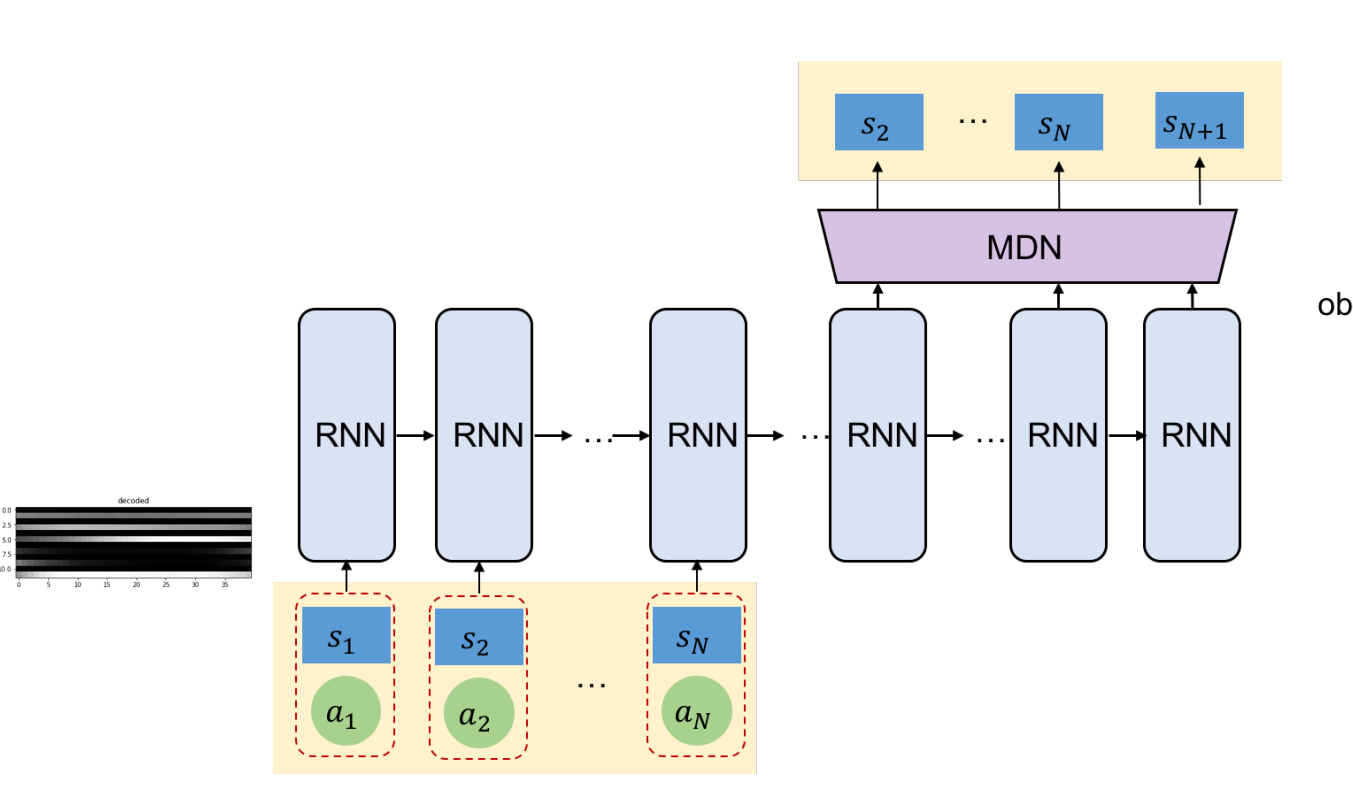 s_2 … s_N s_{N+1}
MDN
ob
RNN RNN … RNN … RNN … RNN RNN
decoded
0.0
2.5
5.0
7.5
10.0
0 5 10 15 20 25 30 35
s_1 s_2 s_N
…
a_1 a_2 a_N